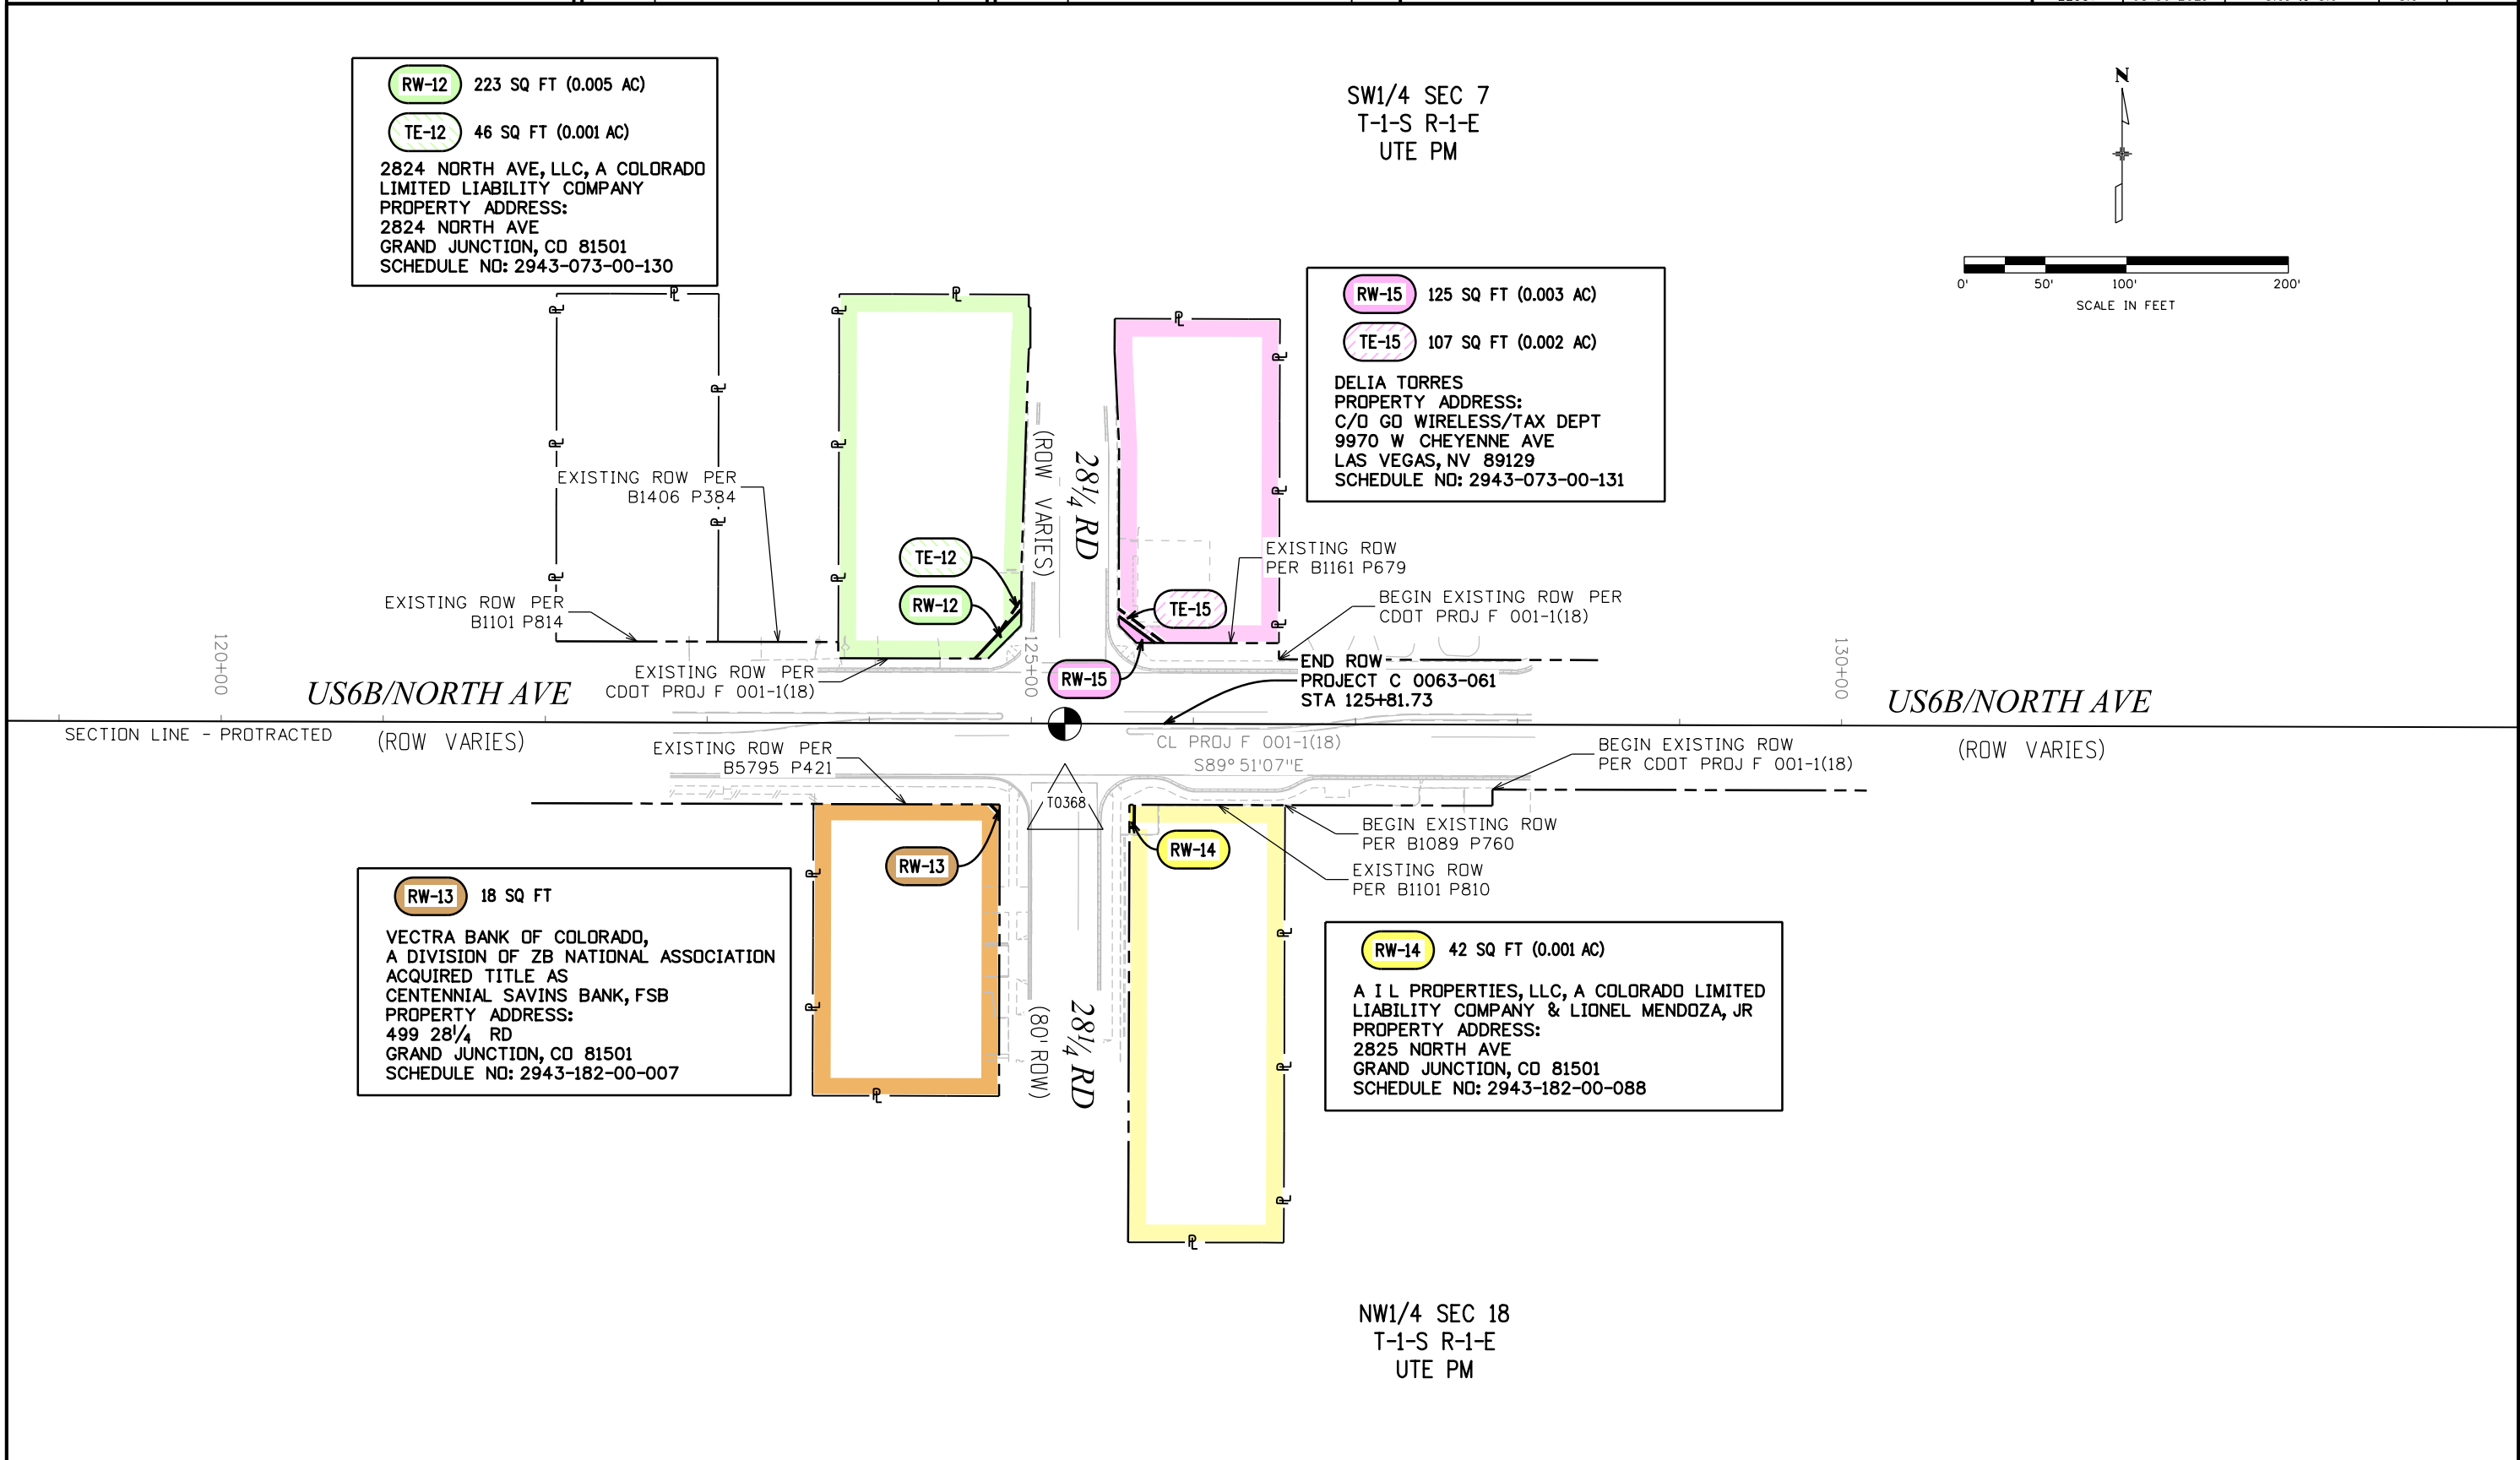 RW-12 223 SQ FT (0.005 AC)
TE-12 46 SQ FT (0.001 AC)
2824 NORTH AVE, LLC, A COLORADO
LIMITED LIABILITY COMPANY
PROPERTY ADDRESS:
2824 NORTH AVE
GRAND JUNCTION, CO 81501
SCHEDULE NO: 2943-073-00-130
SW1/4 SEC 7
T-1-S R-1-E
UTE PM
N
0' 50' 100' 200'
SCALE IN FEET
RW-15 125 SQ FT (0.003 AC)
TE-15 107 SQ FT (0.002 AC)
DELIA TORRES
PROPERTY ADDRESS:
C/O GO WIRELESS/TAX DEPT
9970 W CHEYENNE AVE
LAS VEGAS, NV 89129
SCHEDULE NO: 2943-073-00-131
EXISTING ROW PER
B1406 P384
EXISTING ROW PER
B1101 P814
TE-12
RW-12
(ROW VARIES)
28¼ RD
TE-15
RW-15
EXISTING ROW
PER B1161 P679
BEGIN EXISTING ROW PER
CDOT PROJ F 001-1(18)
EXISTING ROW PER
CDOT PROJ F 001-1(18)
END ROW
PROJECT C 0063-061
STA 125+81.73
120+00
125+00
130+00
US6B/NORTH AVE
US6B/NORTH AVE
SECTION LINE - PROTRACTED
(ROW VARIES)
(ROW VARIES)
CL PROJ F 001-1(18)
S89°51'07"E
EXISTING ROW PER
B5795 P421
BEGIN EXISTING ROW
PER CDOT PROJ F 001-1(18)
T0368
BEGIN EXISTING ROW
PER B1089 P760
EXISTING ROW
PER B1101 P810
RW-13
RW-14
RW-13 18 SQ FT
VECTRA BANK OF COLORADO,
A DIVISION OF ZB NATIONAL ASSOCIATION
ACQUIRED TITLE AS
CENTENNIAL SAVINS BANK, FSB
PROPERTY ADDRESS:
499 28¼ RD
GRAND JUNCTION, CO 81501
SCHEDULE NO: 2943-182-00-007
(80' ROW)
28¼ RD
RW-14 42 SQ FT (0.001 AC)
A I L PROPERTIES, LLC, A COLORADO LIMITED
LIABILITY COMPANY & LIONEL MENDOZA, JR
PROPERTY ADDRESS:
2825 NORTH AVE
GRAND JUNCTION, CO 81501
SCHEDULE NO: 2943-182-00-088
NW1/4 SEC 18
T-1-S R-1-E
UTE PM